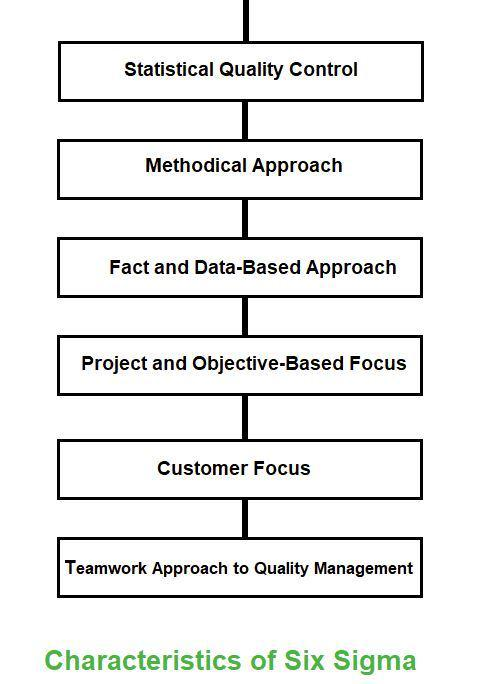 Statistical Quality Control
Methodical Approach
Fact and Data-Based Approach
Project and Objective-Based Focus
Customer Focus
Teamwork Approach to Quality Management
Characteristics of Six Sigma